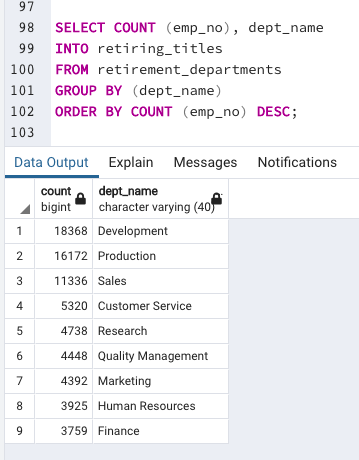 97
98 SELECT COUNT (emp_no), dept_name
99 INTO retiring_titles
100 FROM retirement_departments
101 GROUP BY (dept_name)
102 ORDER BY COUNT (emp_no) DESC;
103
Data Output Explain Messages Notifications
count dept_name
bigint character varying (40)
1 18368 Development
2 16172 Production
3 11336 Sales
4 5320 Customer Service
5 4738 Research
6 4448 Quality Management
7 4392 Marketing
8 3925 Human Resources
9 3759 Finance